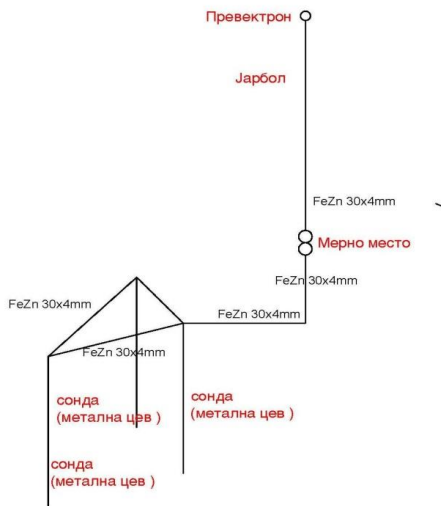 Превектрон
Јарбол
FeZn 30x4mm
Мерно место
FeZn 30x4mm
FeZn 30x4mm
FeZn 30x4mm
FeZn 30x4mm
сонда
(метална цев )
сонда
(метална цев )
сонда
(метална цев )